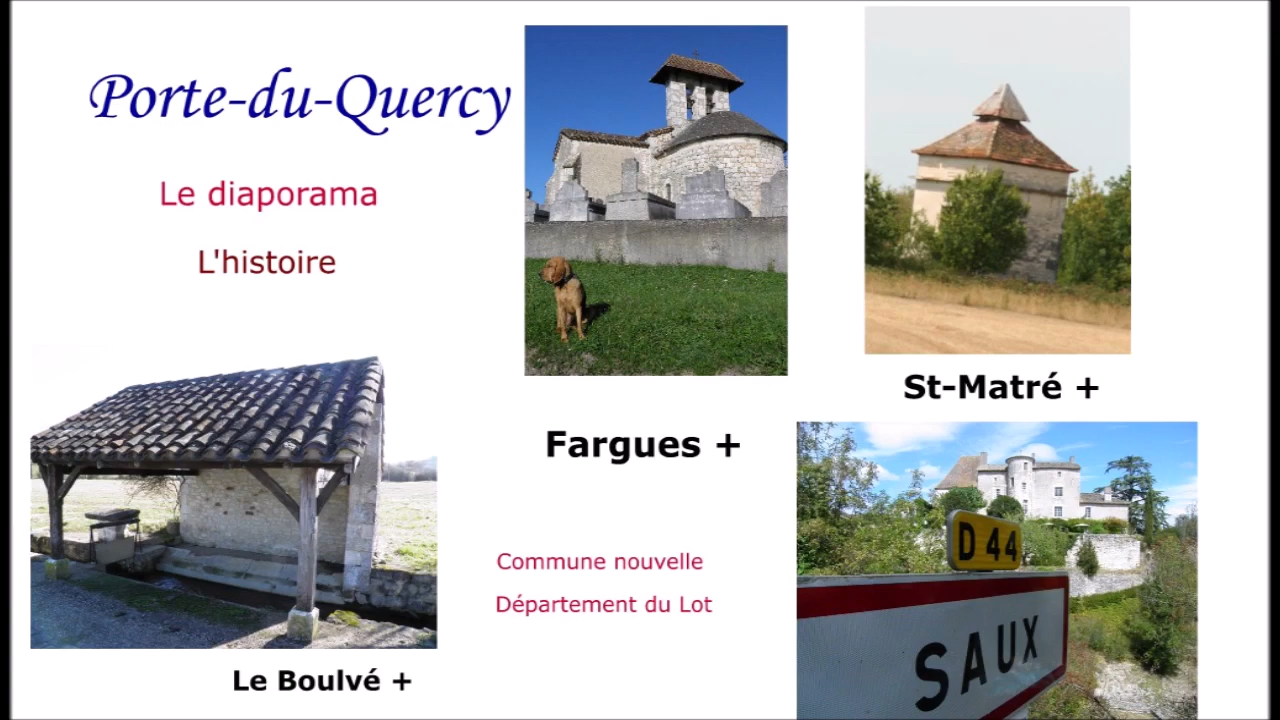 Porte-du-Quercy
Le diaporama
L'histoire
St-Matré +
Fargues +
D 44
SAUX
Commune nouvelle
Département du Lot
Le Boulvé +